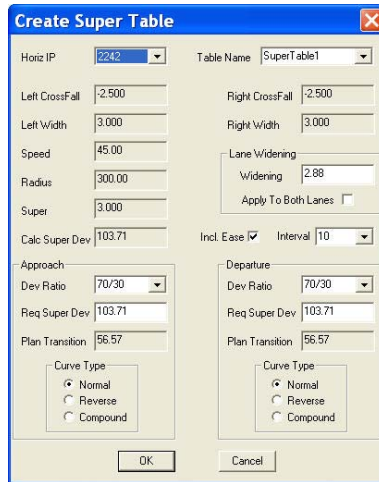 Create Super Table
Horiz IP 2242 Table Name SuperTable1
Left CrossFall -2.500 Right CrossFall -2.500
Left Width 3.000 Right Width 3.000
Speed 45.00 Lane Widening
Radius 300.00 Widening 2.88
Super 3.000 Apply To Both Lanes
Calc Super Dev 103.71 Incl. Ease Interval 10
Approach Departure
Dev Ratio 70/30 Dev Ratio 70/30
Req Super Dev 103.71 Req Super Dev 103.71
Plan Transition 56.57 Plan Transition 56.57
Curve Type Curve Type
Normal Normal
Reverse Reverse
Compound Compound
OK Cancel